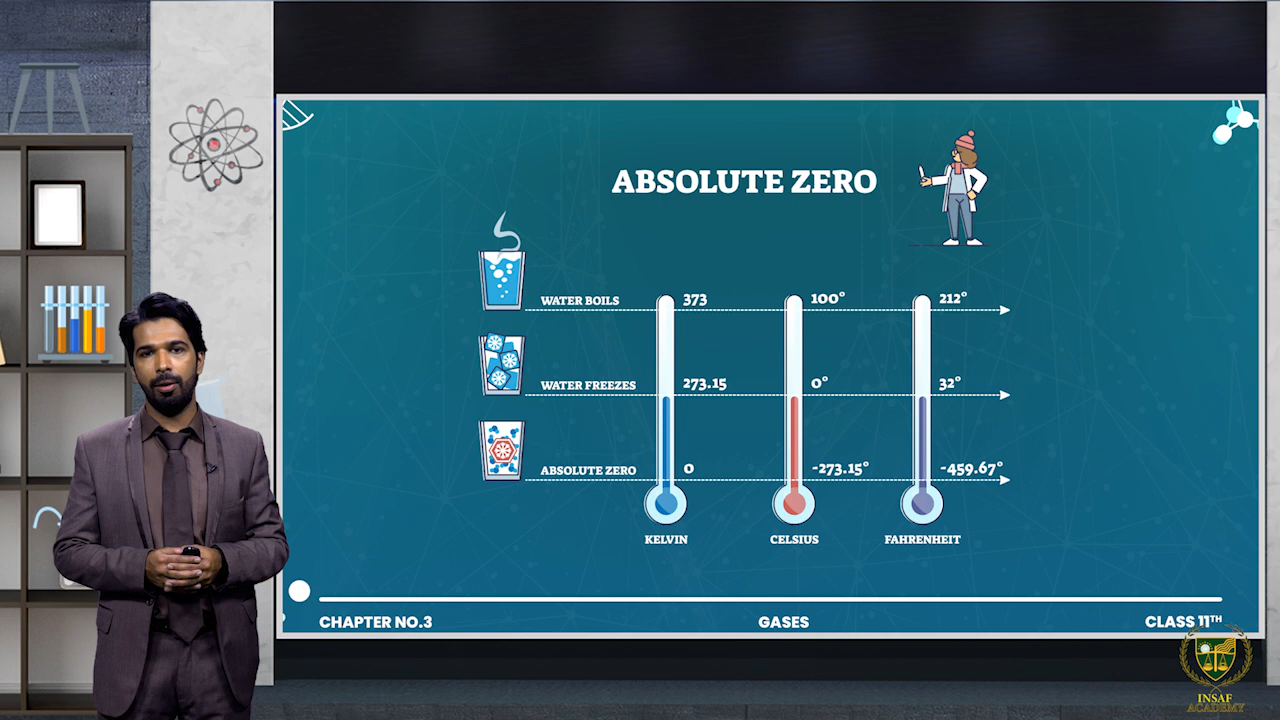 ABSOLUTE ZERO
WATER BOILS 373 100° 212°
WATER FREEZES 273.15 0° 32°
ABSOLUTE ZERO 0 -273.15° -459.67°
KELVIN CELSIUS FAHRENHEIT
CHAPTER NO.3 GASES CLASS 11TH
INSAF
ACADEMY